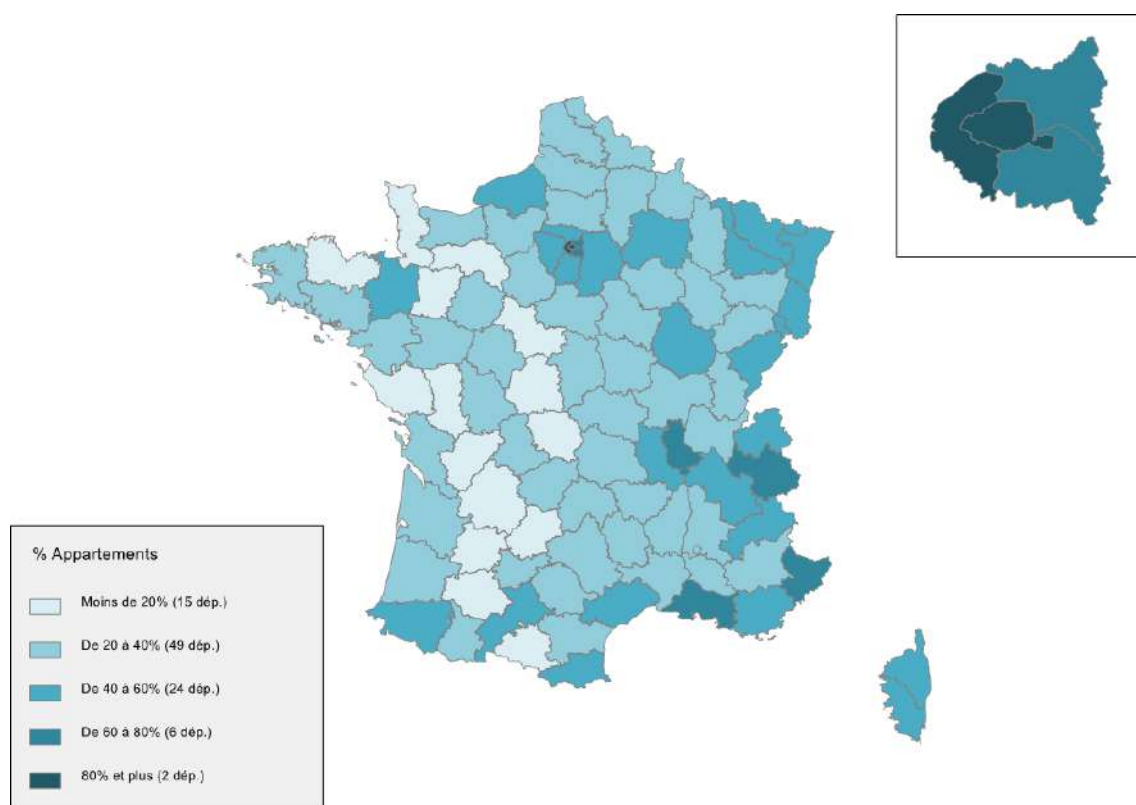 % Appartements
Moins de 20% (15 dép.)
De 20 à 40% (49 dép.)
De 40 à 60% (24 dép.)
De 60 à 80% (6 dép.)
80% et plus (2 dép.)